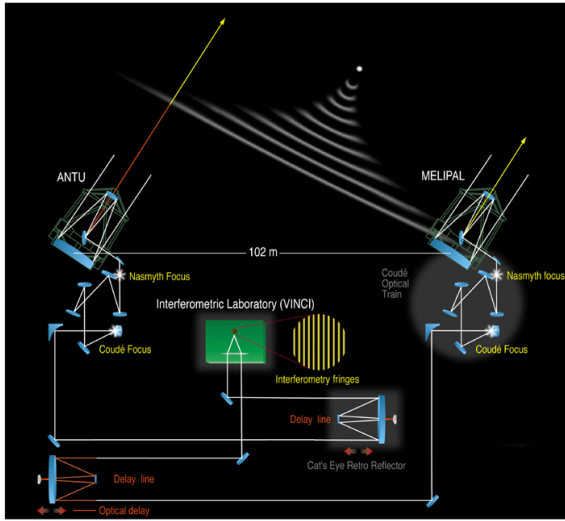 ANTU
MELIPAL
102 m
Nasmyth Focus
Coudé
Optical
Train
Nasmyth focus
Interferometric Laboratory (VINCI)
Coudé Focus
Coudé Focus
Interferometry fringes
Delay line
Cat's Eye Retro Reflector
Delay line
Optical delay